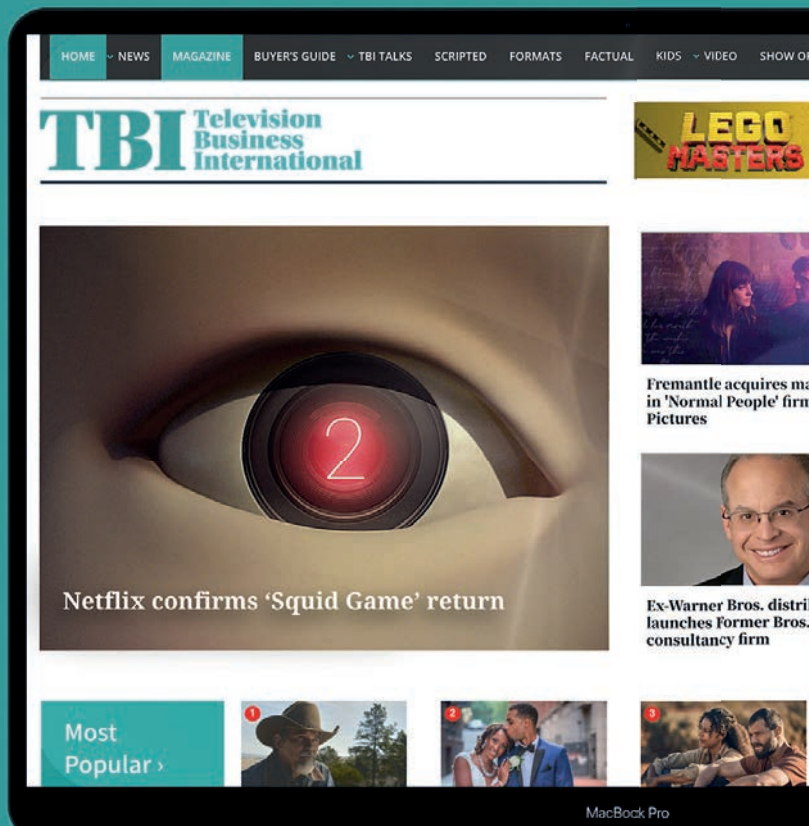 HOME NEWS MAGAZINE BUYER'S GUIDE TBI TALKS SCRIPTED FORMATS FACTUAL KIDS VIDEO SHOW OF
TBI Television
Business
International
LEGO
MASTERS
2
Netflix confirms ‘Squid Game’ return
Fremantle acquires ma
in 'Normal People' firm
Pictures
Ex-Warner Bros. distri
launches Former Bros.
consultancy firm
Most
Popular ›
1
2
3
MacBook Pro